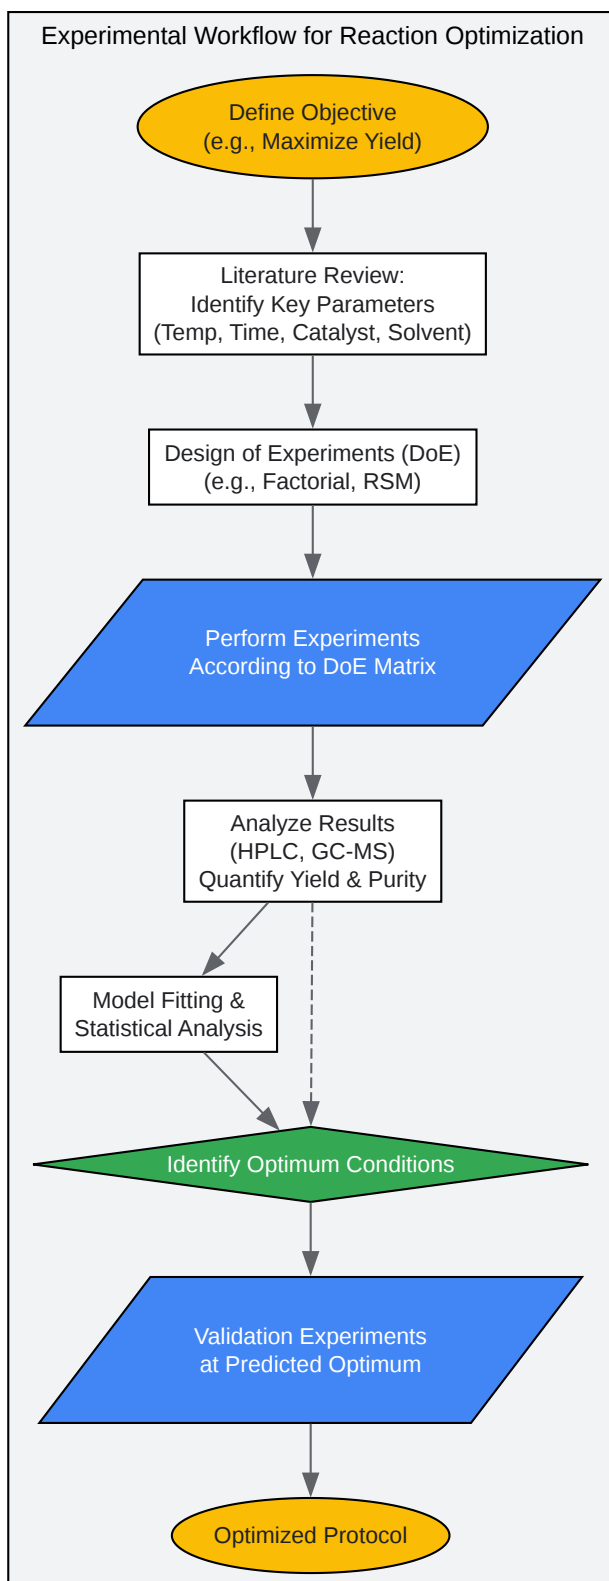 Experimental Workflow for Reaction Optimization
Define Objective
(e.g., Maximize Yield)
Literature Review:
Identify Key Parameters
(Temp, Time, Catalyst, Solvent)
Design of Experiments (DoE)
(e.g., Factorial, RSM)
Perform Experiments
According to DoE Matrix
Analyze Results
(HPLC, GC-MS)
Quantify Yield & Purity
Model Fitting &
Statistical Analysis
Identify Optimum Conditions
Validation Experiments
at Predicted Optimum
Optimized Protocol